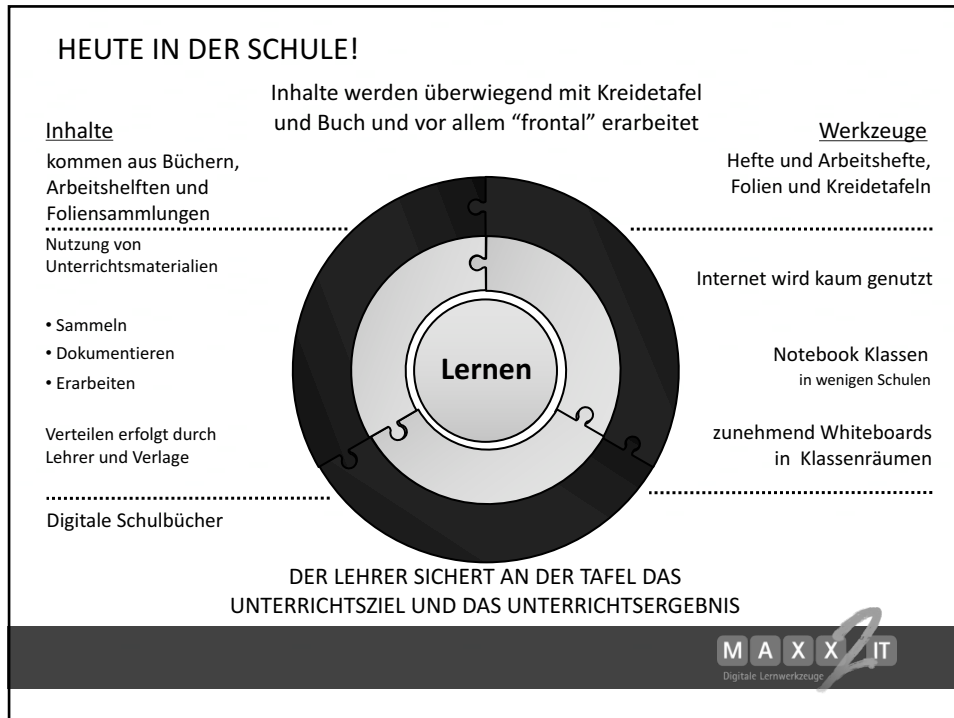 HEUTE IN DER SCHULE!
Inhalte werden überwiegend mit Kreidetafel
und Buch und vor allem “frontal” erarbeitet
Inhalte
kommen aus Büchern,
Arbeitshelften und
Foliensammlungen
Nutzung von
Unterrichtsmaterialien
• Sammeln
• Dokumentieren
• Erarbeiten
Verteilen erfolgt durch
Lehrer und Verlage
Digitale Schulbücher
Lernen
Werkzeuge
Hefte und Arbeitshefte,
Folien und Kreidetafeln
Internet wird kaum genutzt
Notebook Klassen
in wenigen Schulen
zunehmend Whiteboards
in Klassenräumen
DER LEHRER SICHERT AN DER TAFEL DAS
UNTERRICHTSZIEL UND DAS UNTERRICHTSERGEBNIS
MAXX2IT
Digitale Lernwerkzeuge